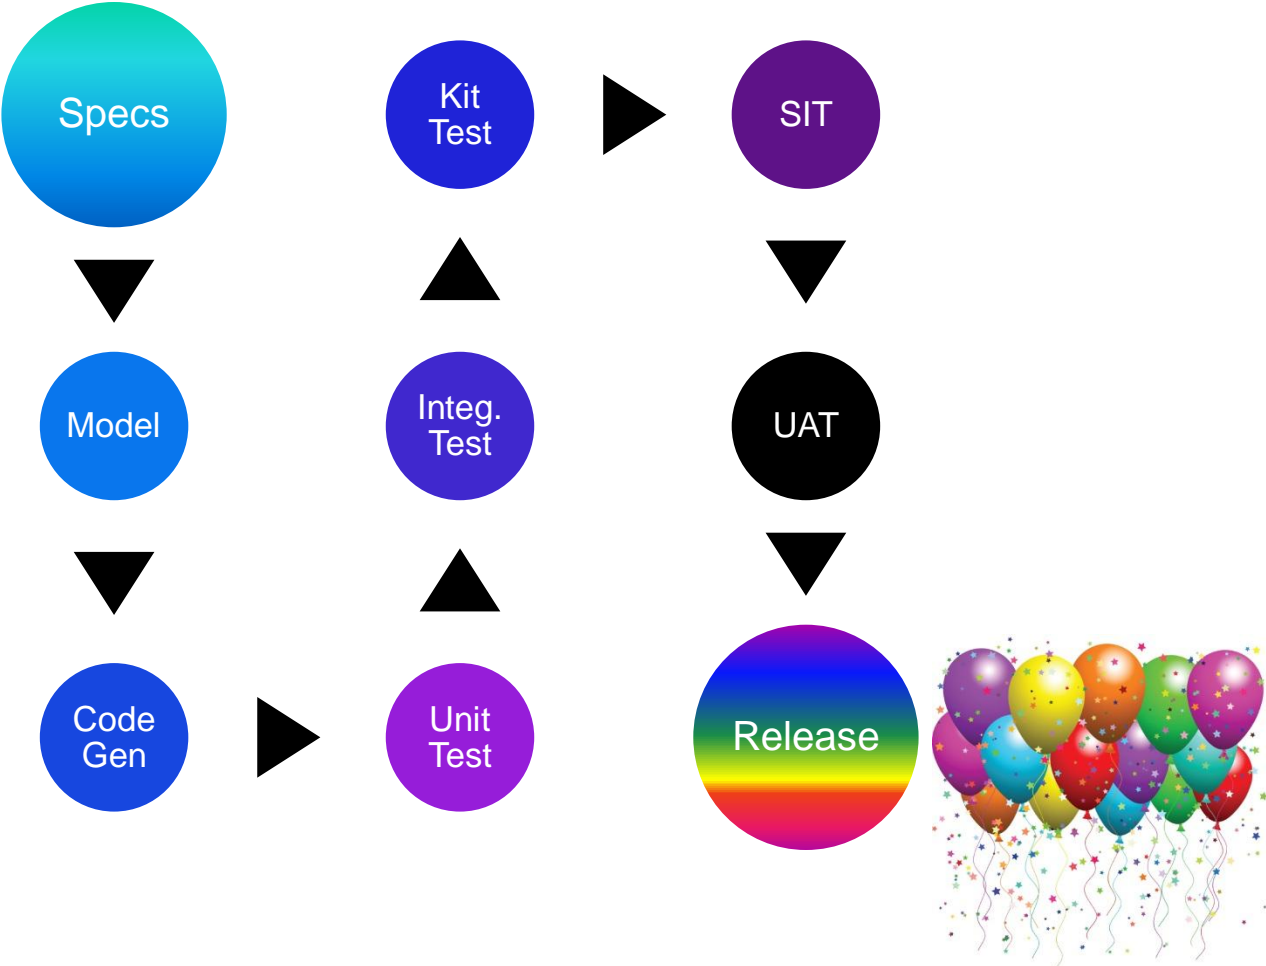 Specs
Model
Code
Gen
Unit
Test
Integ.
Test
Kit
Test
SIT
UAT
Release